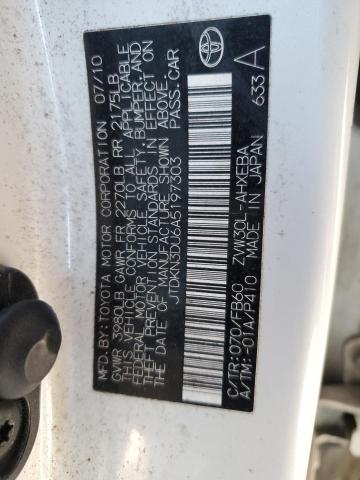 MFD. BY: TOYOTA MOTOR CORPORATION 07/10
GVWR 3980LB GAWR FR 2270LB RR 2175LB
THIS VEHICLE CONFORMS TO ALL APPLICABLE
FEDERAL MOTOR VEHICLE SAFETY, BUMPER, AND
THEFT PREVENTION STANDARDS IN EFFECT ON
THE DATE OF MANUFACTURE SHOWN ABOVE.
JTDKN3DU6A5197303 PASS. CAR
C/TR: 070/FB60 ZVW30L-AHXEBA
A/TM: -01A/P410 MADE IN JAPAN 633 A
TOYOTA